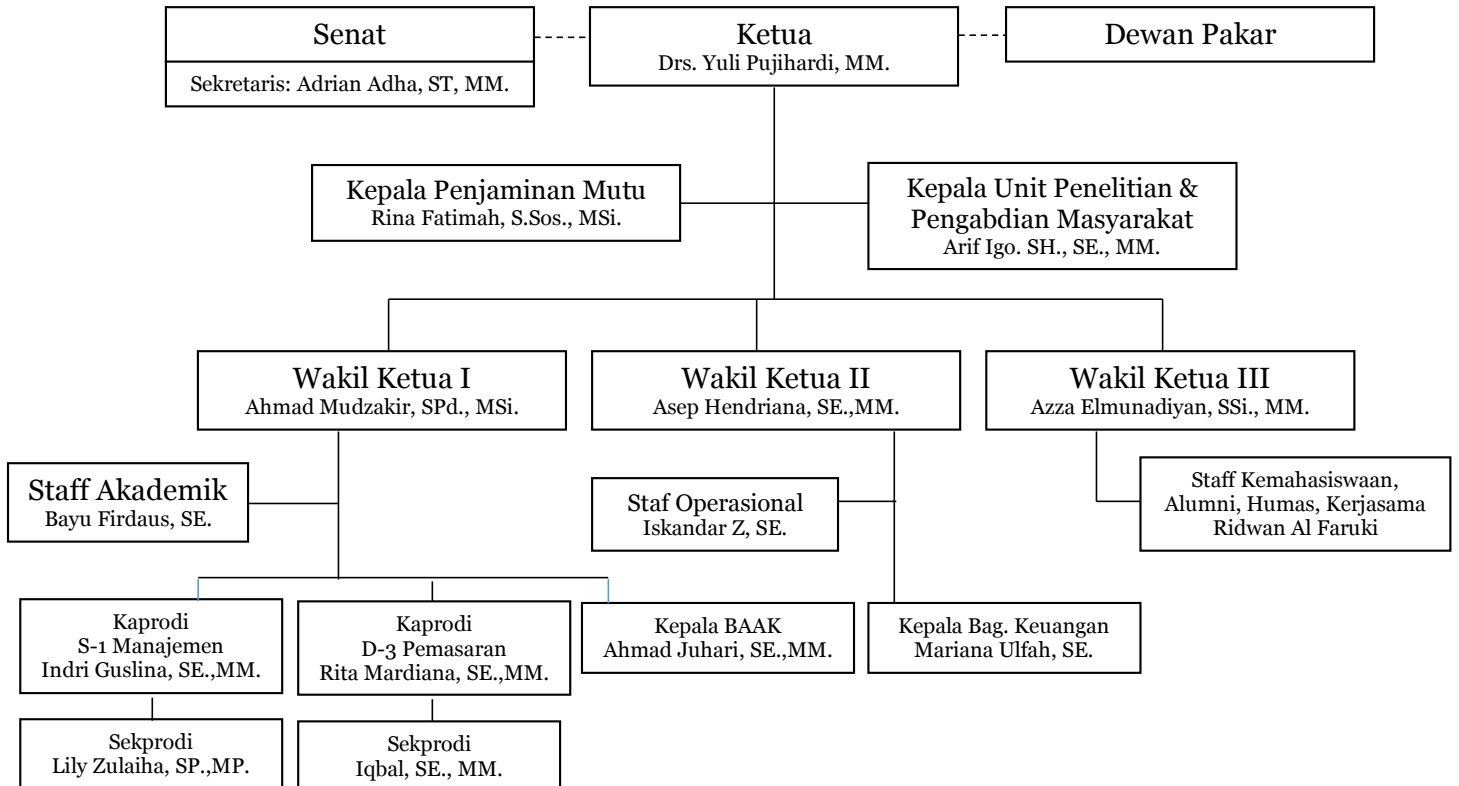 Senat
Sekretaris: Adrian Adha, ST, MM.
Ketua
Drs. Yuli Pujihardi, MM.
Dewan Pakar
Kepala Penjaminan Mutu
Rina Fatimah, S.Sos., MSi.
Kepala Unit Penelitian &
Pengabdian Masyarakat
Arif Igo. SH., SE., MM.
Wakil Ketua I
Ahmad Mudzakir, SPd., MSi.
Wakil Ketua II
Asep Hendriana, SE.,MM.
Wakil Ketua III
Azza Elmunadiyan, SSi., MM.
Staff Akademik
Bayu Firdaus, SE.
Staf Operasional
Iskandar Z, SE.
Staff Kemahasiswaan,
Alumni, Humas, Kerjasama
Ridwan Al Faruki
Kaprodi
S-1 Manajemen
Indri Guslina, SE.,MM.
Kaprodi
D-3 Pemasaran
Rita Mardiana, SE.,MM.
Kepala BAAK
Ahmad Juhari, SE.,MM.
Kepala Bag. Keuangan
Mariana Ulfah, SE.
Sekprodi
Lily Zulaiha, SP.,MP.
Sekprodi
Iqbal, SE., MM.